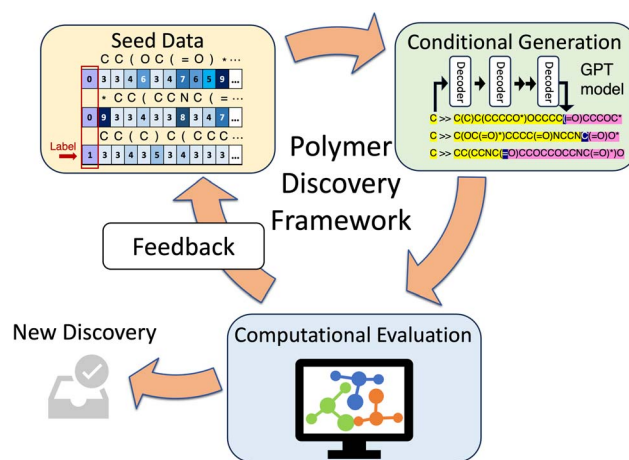 Seed Data
C C ( O C ( = O ) * ...
0 3 3 4 6 3 4 7 6 5 9 ...
* C C ( C C N C ( = ...
0 9 3 3 4 3 3 8 3 4 7 ...
C C ( C ) C ( C C C
Label
1 3 3 4 3 5 3 4 3 3 3 ...
Conditional Generation
Decoder
Decoder
Decoder
GPT
model
C >> C(C)C(CCCCO*)OCCCC(=O)CCCOC*
C >> C(OC(=O)*)CCCC(=O)NCCNC(=O)O*
C >> CC(CCNC(=O)CCOCCOCCNC(=O)*)O
Polymer
Discovery
Framework
Feedback
New Discovery
Computational Evaluation